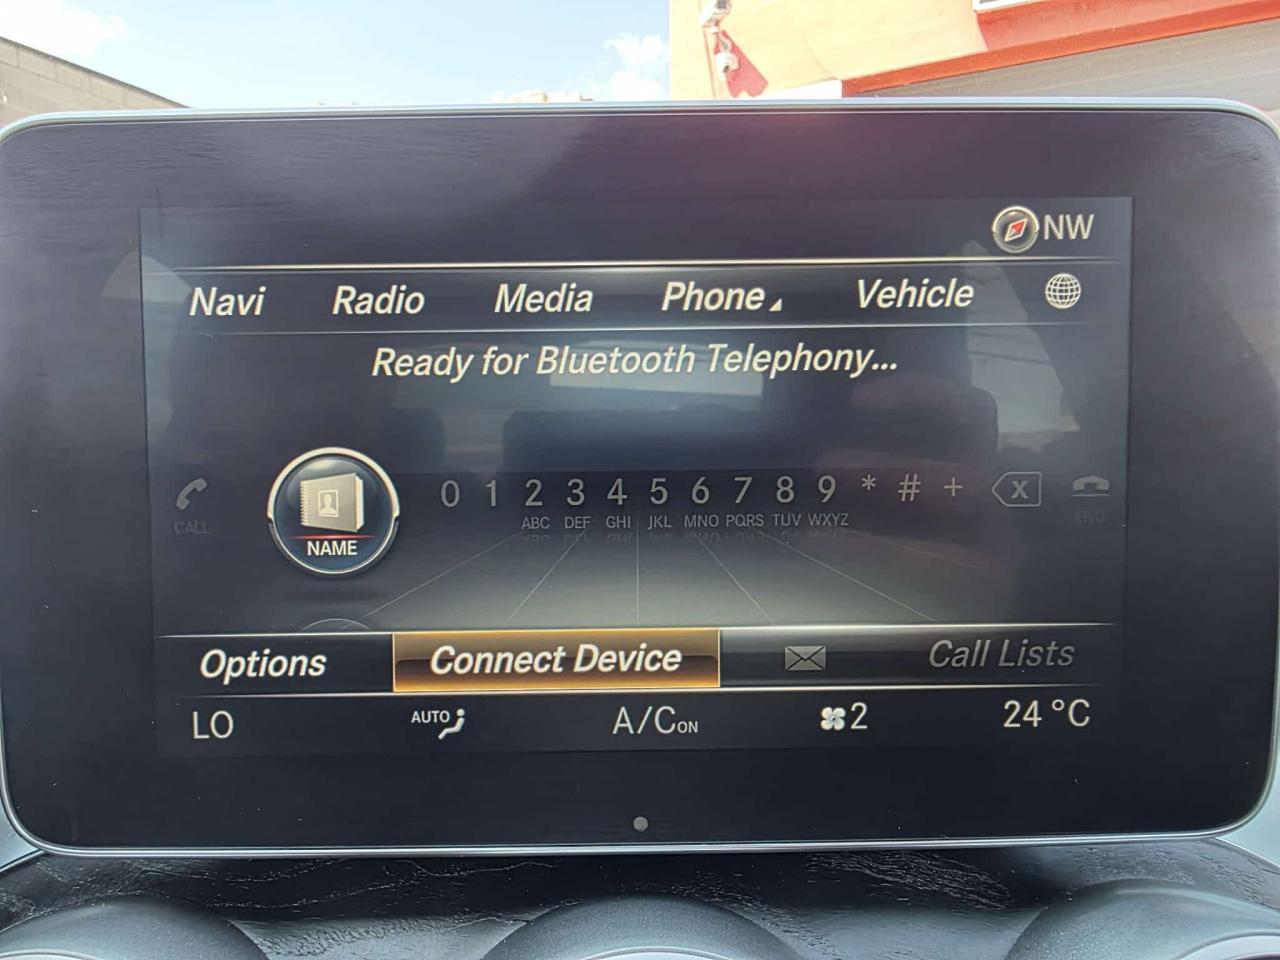 NW
Navi Radio Media Phone Vehicle
Ready for Bluetooth Telephony...
0 1 2 3 4 5 6 7 8 9 * # + X
CALL ABC DEF GHI JKL MNO PQRS TUV WXYZ END
NAME
Options Connect Device Call Lists
LO AUTO A/C ON 2 24 °C